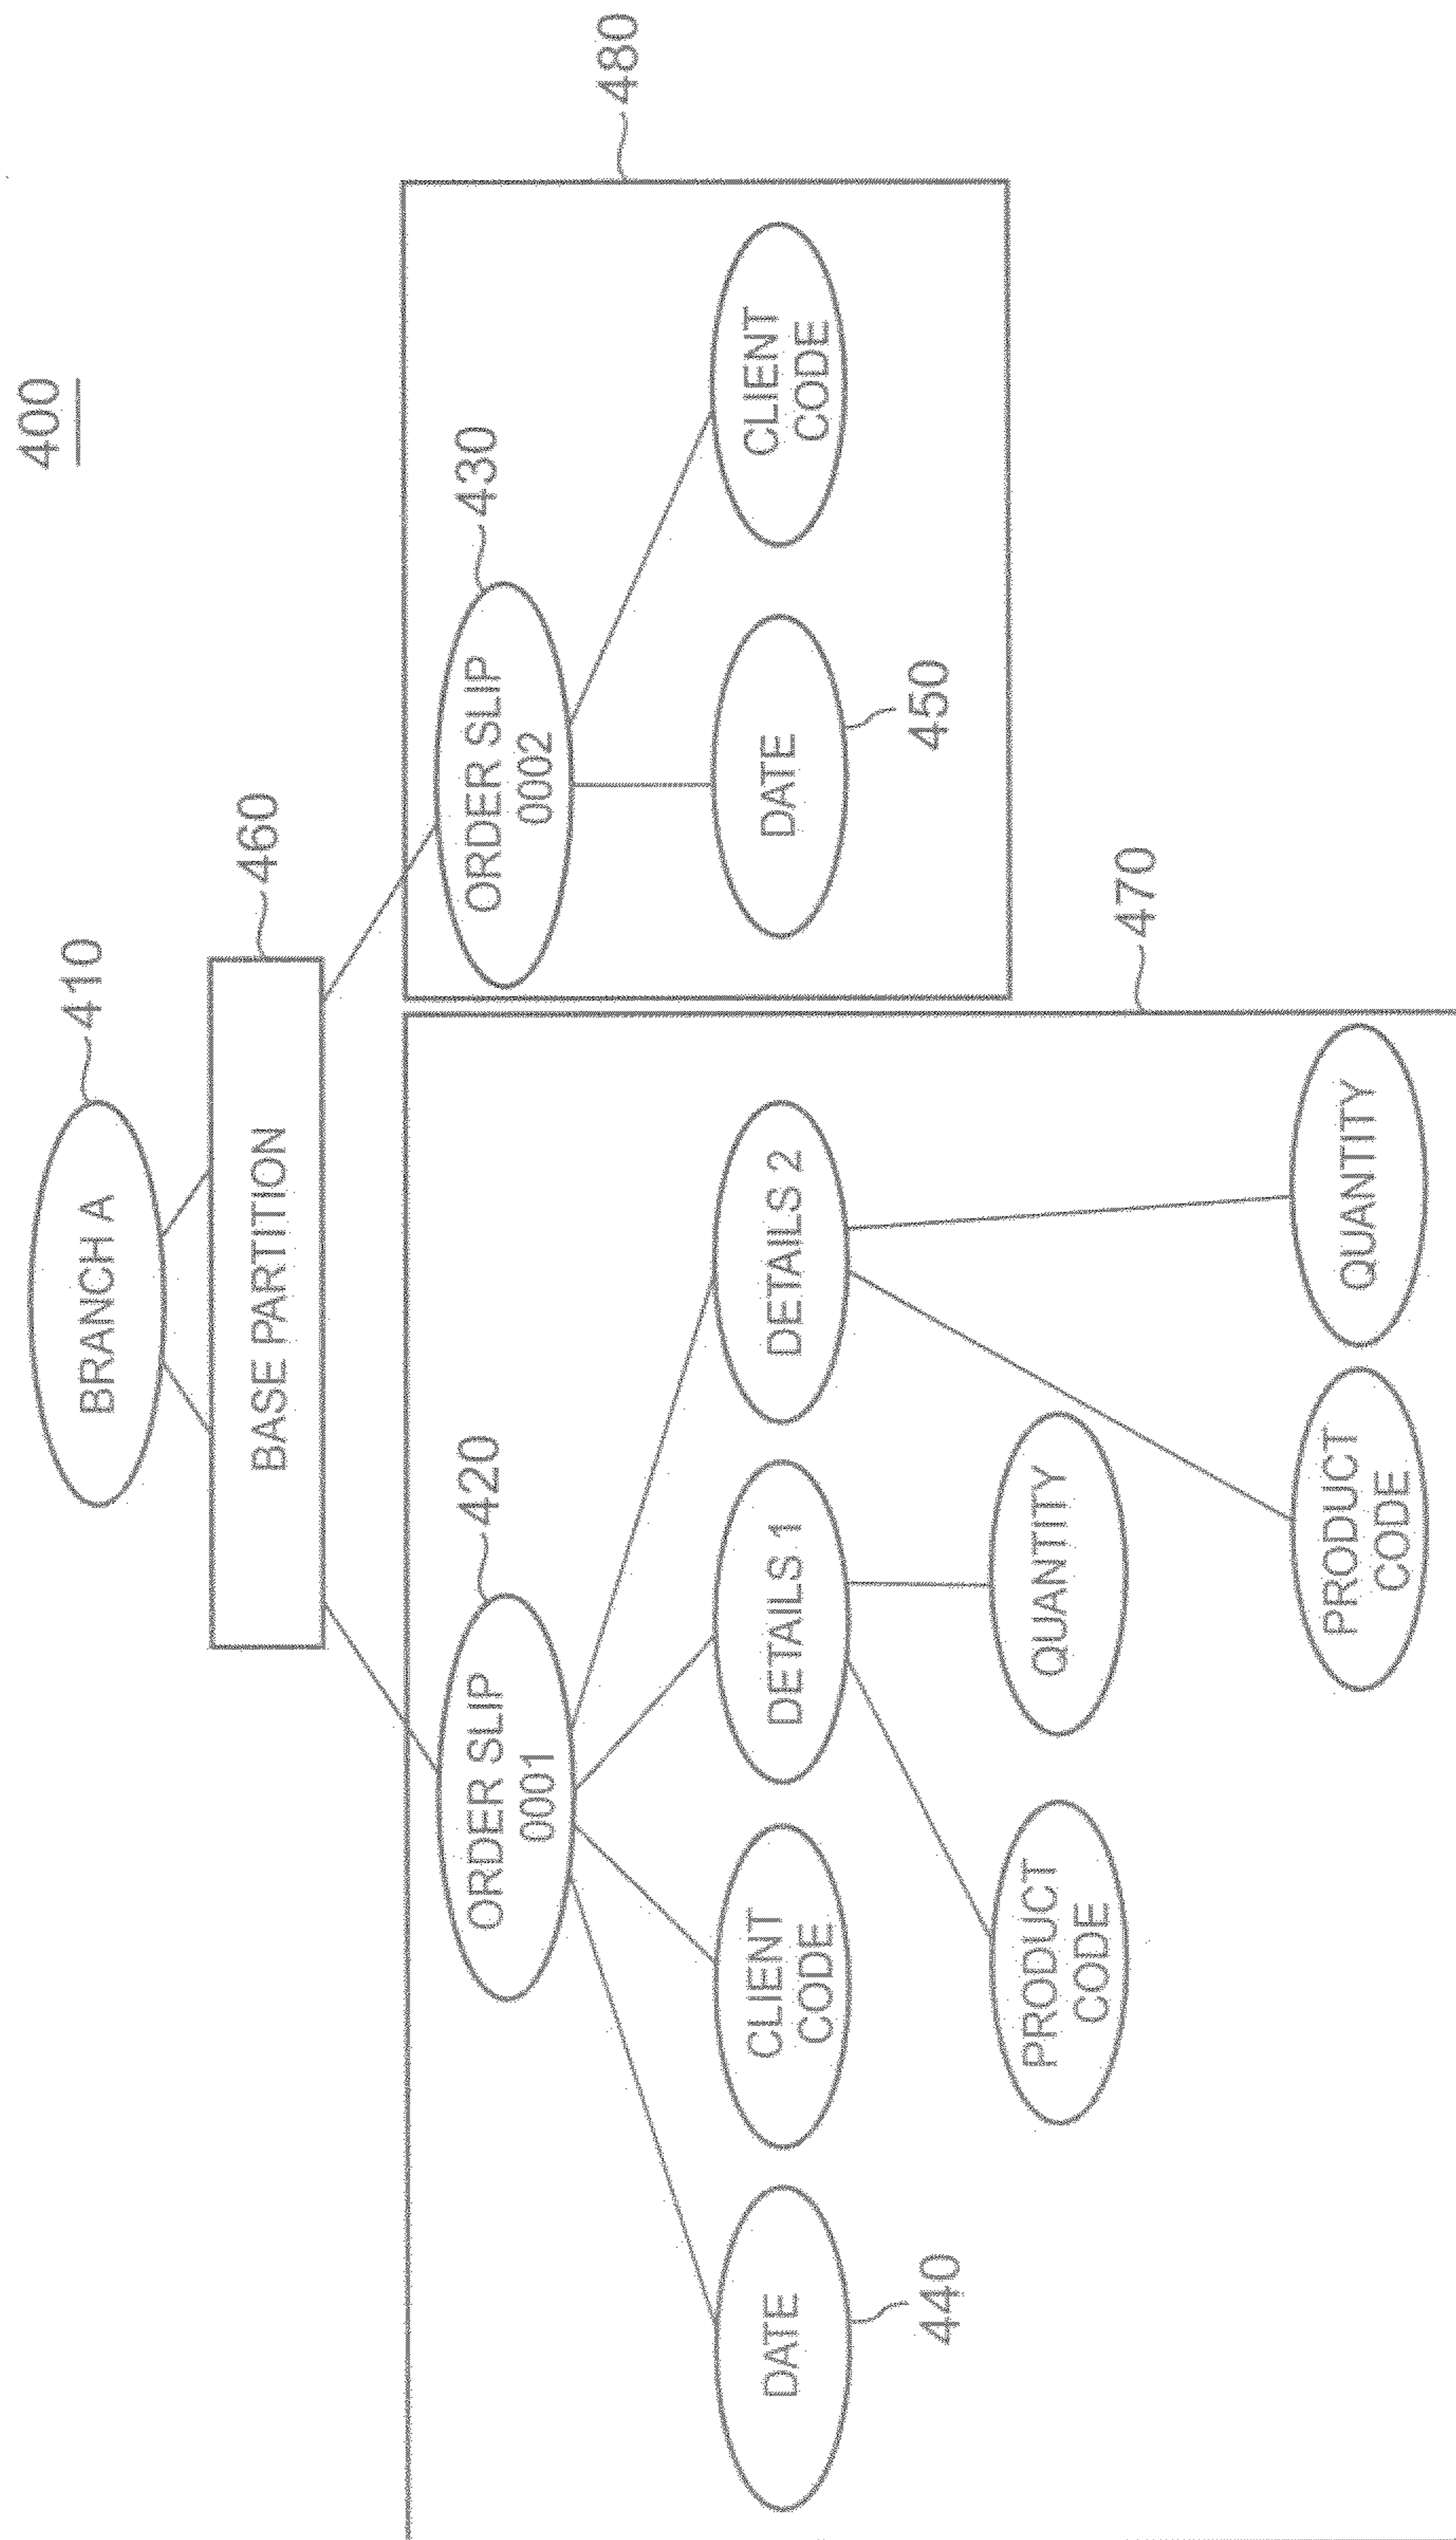 400
BRANCH A
410
BASE PARTITION
460
ORDER SLIP
0001
420
ORDER SLIP
0002
430
480
DATE
440
CLIENT
CODE
DETAILS 1
DETAILS 2
DATE
450
CLIENT
CODE
PRODUCT
CODE
QUANTITY
470
PRODUCT
CODE
QUANTITY